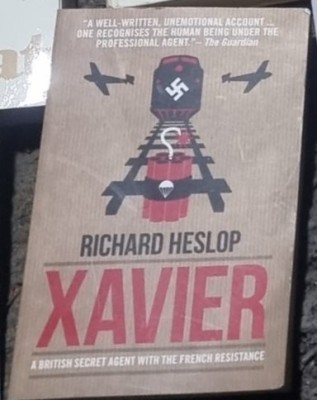 "A WELL-WRITTEN, UNEMOTIONAL ACCOUNT ...
ONE RECOGNISES THE HUMAN BEING UNDER THE
PROFESSIONAL AGENT." – The Guardian
RICHARD HESLOP
XAVIER
A BRITISH SECRET AGENT WITH THE FRENCH RESISTANCE